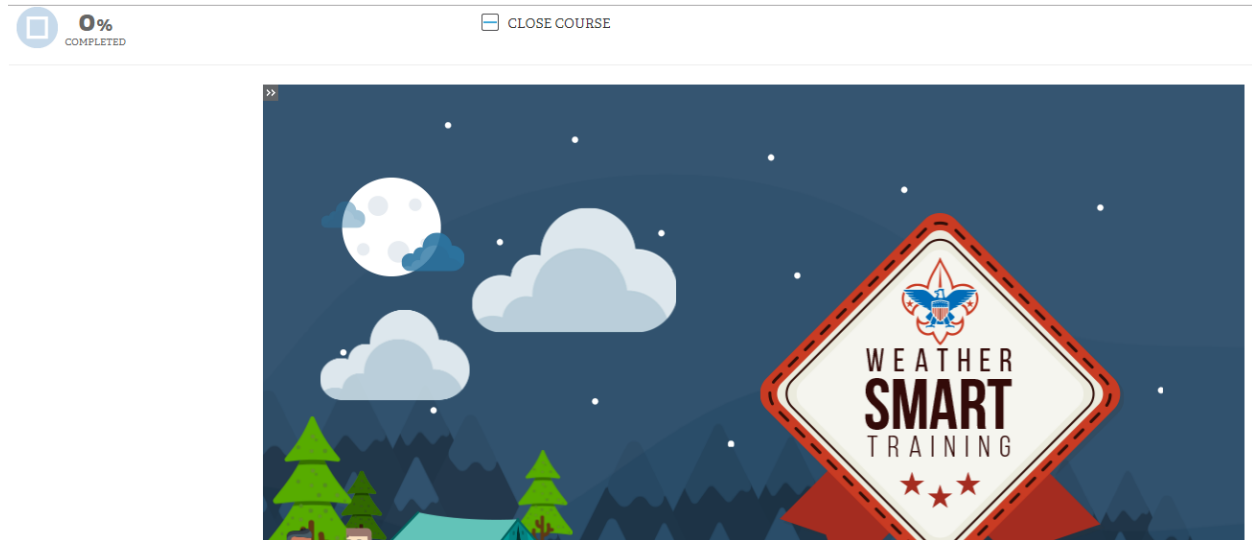 0%
COMPLETED
CLOSE COURSE
WEATHER
SMART
TRAINING